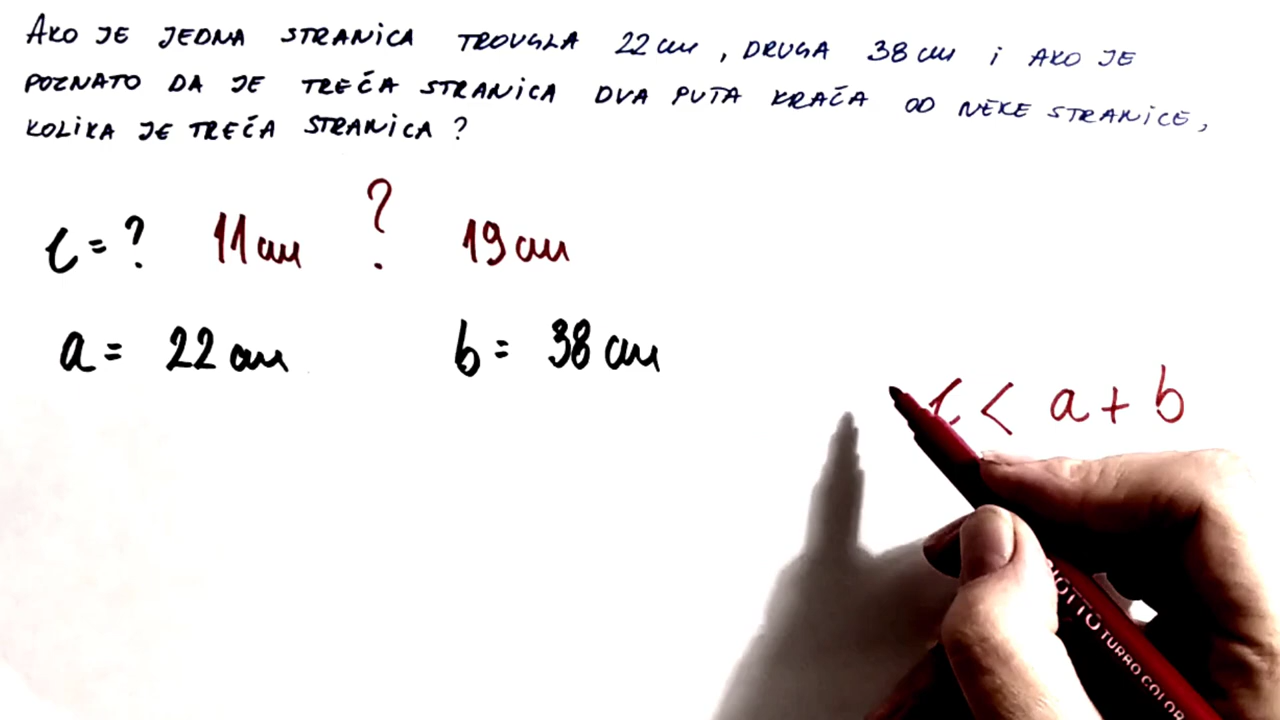 AKO JE JEDNA STRANICA TROUGLA 22 cm, DRUGA 38 cm i AKO JE
POZNATO DA JE TREĆA STRANICA DVA PUTA KRAĆA OD NEKE STRANICE,
KOLIKA JE TREĆA STRANICA?
c = ? 11 cm ? 19 cm
a = 22 cm b = 38 cm
c < a + b
GIOTTO TURBO COLOR